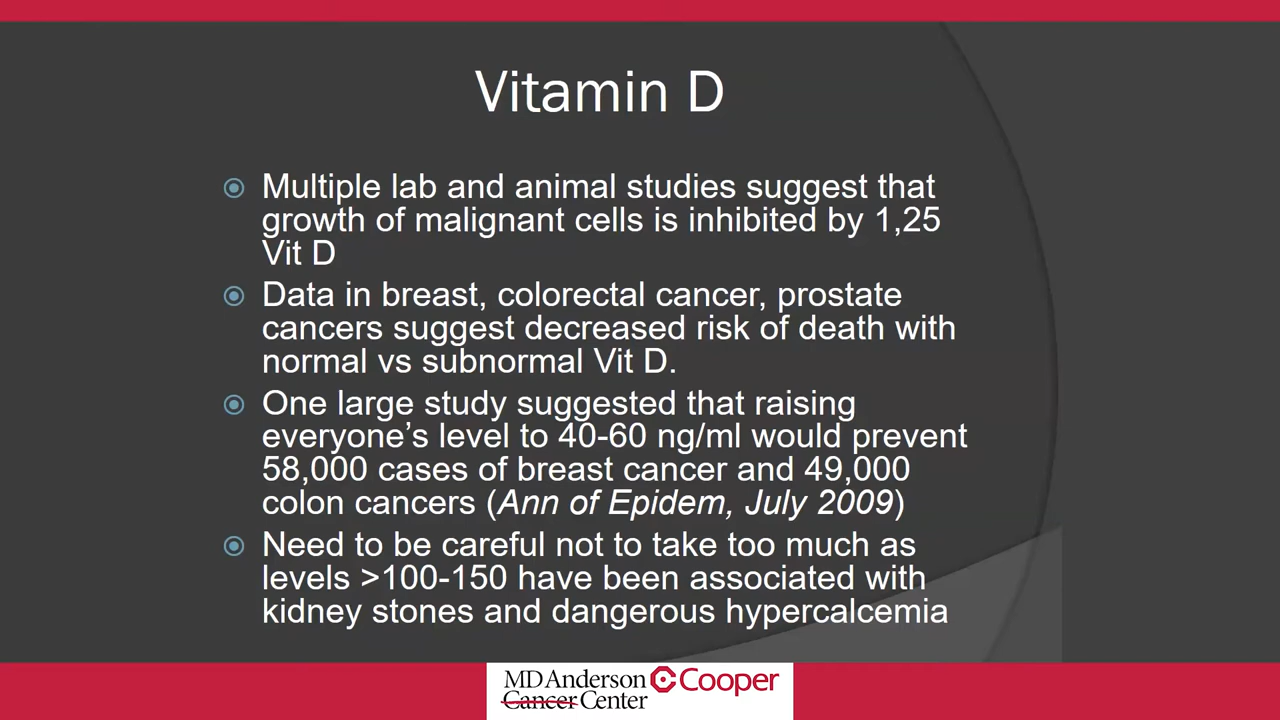 Vitamin D
Multiple lab and animal studies suggest that
growth of malignant cells is inhibited by 1,25
Vit D
Data in breast, colorectal cancer, prostate
cancers suggest decreased risk of death with
normal vs subnormal Vit D.
One large study suggested that raising
everyone’s level to 40-60 ng/ml would prevent
58,000 cases of breast cancer and 49,000
colon cancers (Ann of Epidem, July 2009)
Need to be careful not to take too much as
levels >100-150 have been associated with
kidney stones and dangerous hypercalcemia
MD Anderson
Cancer Center
Cooper